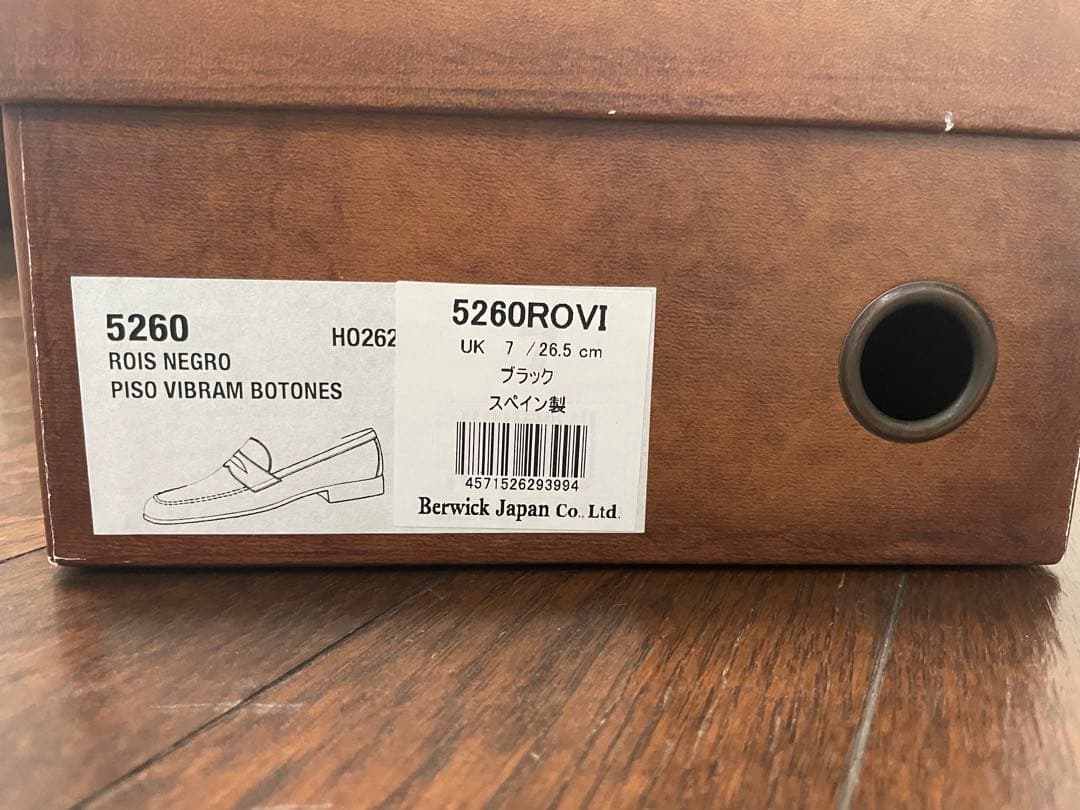 5260
HO262
ROIS NEGRO
PISO VIBRAM BOTONES
5260ROVI
UK 7 / 26.5 cm
ブラック
スペイン製
4571526293994
Berwick Japan Co., Ltd.